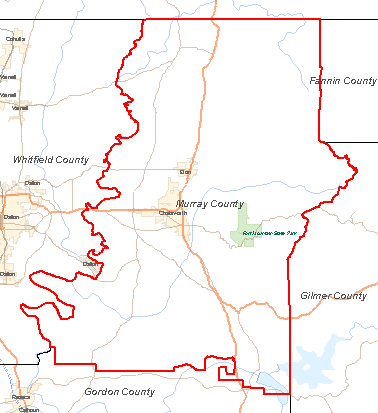 Cohutta
Varnell
Varnell
Varnell
Fannin County
Whitfield County
Eton
Dalton
Murray County
Chatsworth
Dalton
Fort Mountain State Park
Dalton
Dalton
Gilmer County
Gordon County
Resaca
Calhoun